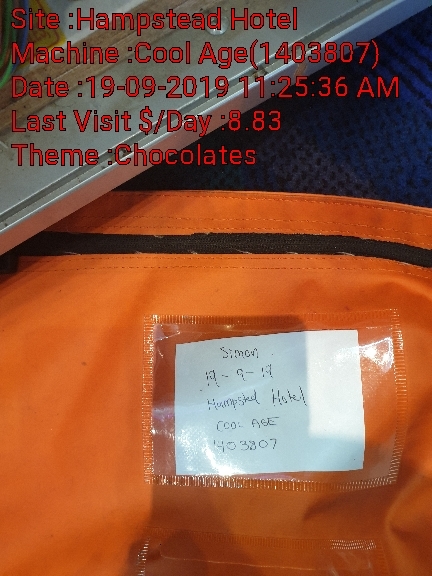 Site :Hampstead Hotel
Machine :Cool Age(1403807)
Date :19-09-2019 11:25:36 AM
Last Visit $/Day :8.83
Theme :Chocolates
Simon
19-9-19
Hampsted Hotel
COOL AGE
1403807